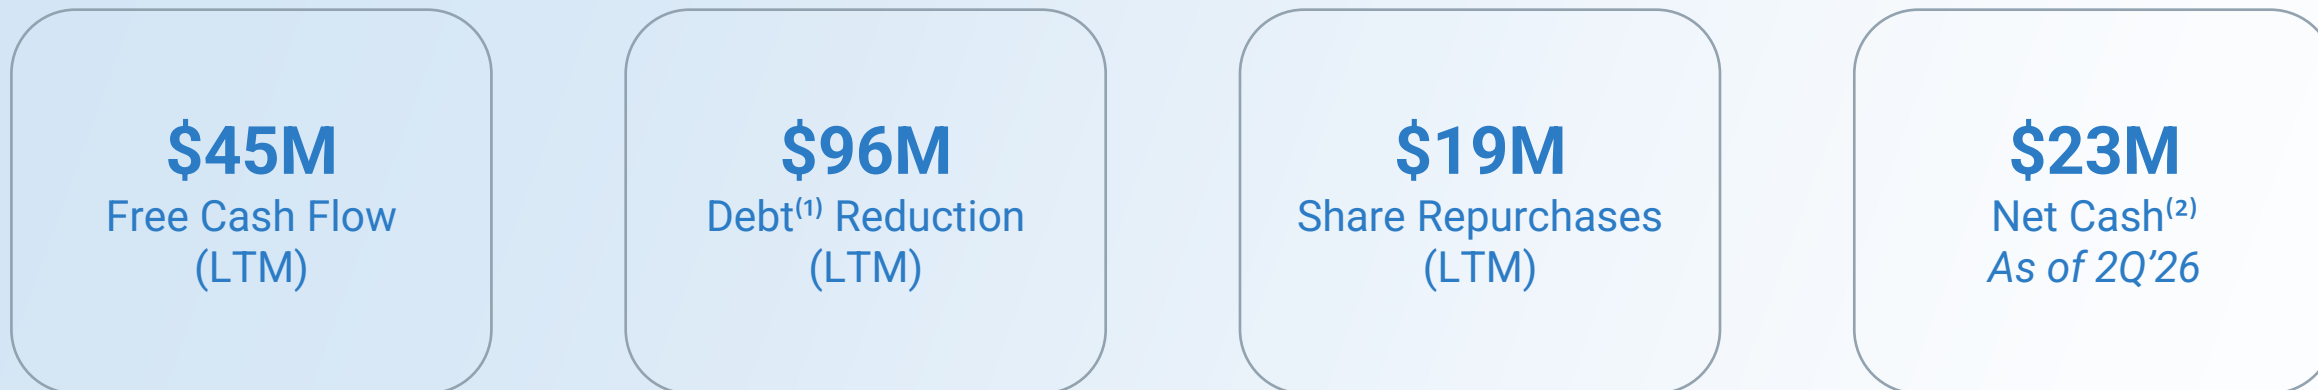 $45M
Free Cash Flow
(LTM)
$96M
Debt⁽¹⁾ Reduction
(LTM)
$19M
Share Repurchases
(LTM)
$23M
Net Cash⁽²⁾
As of 2Q’26